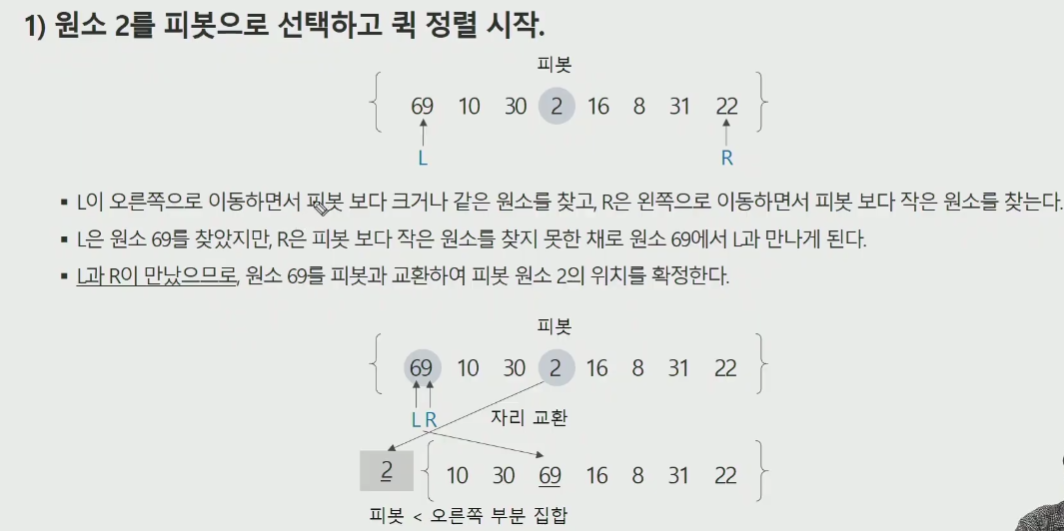 1) 원소 2를 피봇으로 선택하고 퀵 정렬 시작.
피봇
{ 69 10 30 2 16 8 31 22 }
L R
▪ L이 오른쪽으로 이동하면서 피봇 보다 크거나 같은 원소를 찾고, R은 왼쪽으로 이동하면서 피봇 보다 작은 원소를 찾는다.
▪ L은 원소 69를 찾았지만, R은 피봇 보다 작은 원소를 찾지 못한 채로 원소 69에서 L과 만나게 된다.
▪ L과 R이 만났으므로, 원소 69를 피봇과 교환하여 피봇 원소 2의 위치를 확정한다.
피봇
{ 69 10 30 2 16 8 31 22 }
L R 자리 교환
2 { 10 30 69 16 8 31 22 }
피봇 < 오른쪽 부분 집합